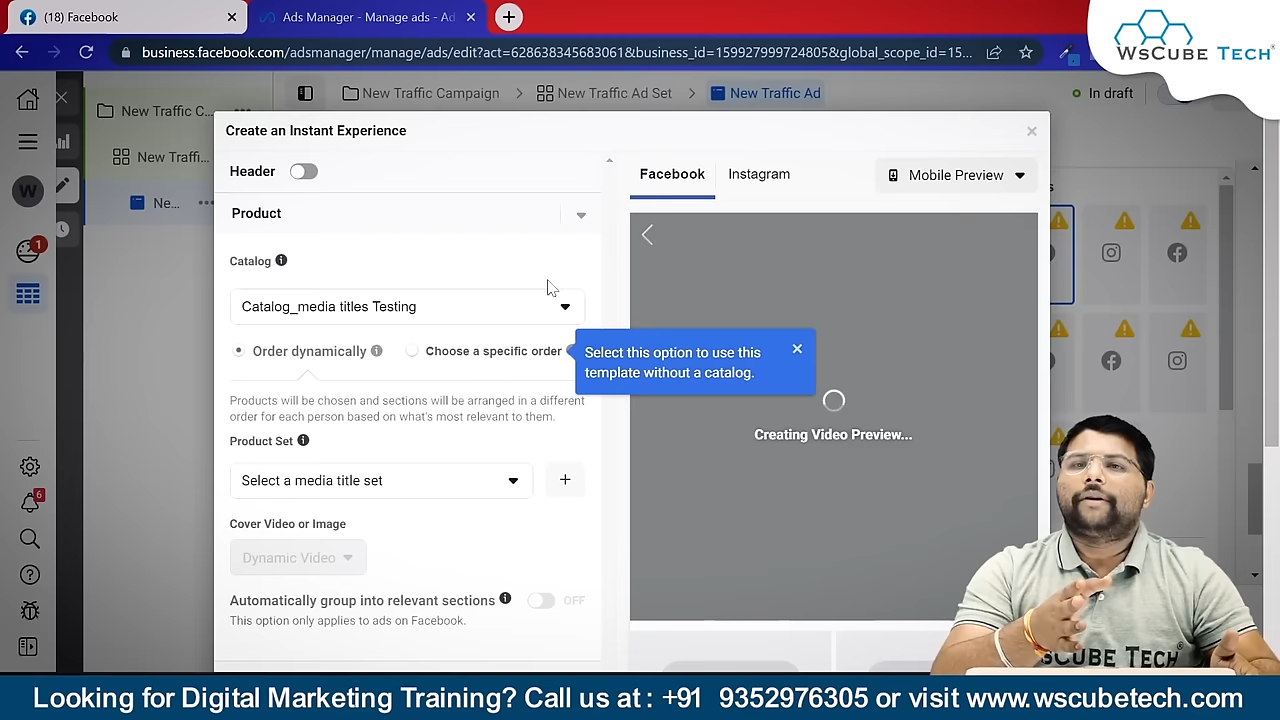 (18) Facebook
Ads Manager - Manage ads - Ad
WSCUBE TECH
business.facebook.com/adsmanager/manage/ads/edit?act=628638345683061&business_id=159927999724805&global_scope_id=15...
New Traffic C...
New Traffic Campaign
New Traffic Ad Set
New Traffic Ad
In draft
Create an Instant Experience
New Traffi...
Header
Facebook
Instagram
Mobile Preview
W
Ne...
Product
1
Catalog
Catalog_media titles Testing
Order dynamically
Choose a specific order
Select this option to use this
template without a catalog.
Products will be chosen and sections will be arranged in a different
order for each person based on what's most relevant to them.
Creating Video Preview...
Product Set
Select a media title set
+
6
Cover Video or Image
Dynamic Video
Automatically group into relevant sections
OFF
This option only applies to ads on Facebook.
SCUBE TECH
Looking for Digital Marketing Training? Call us at : +91 9352976305 or visit www.wscubetech.com